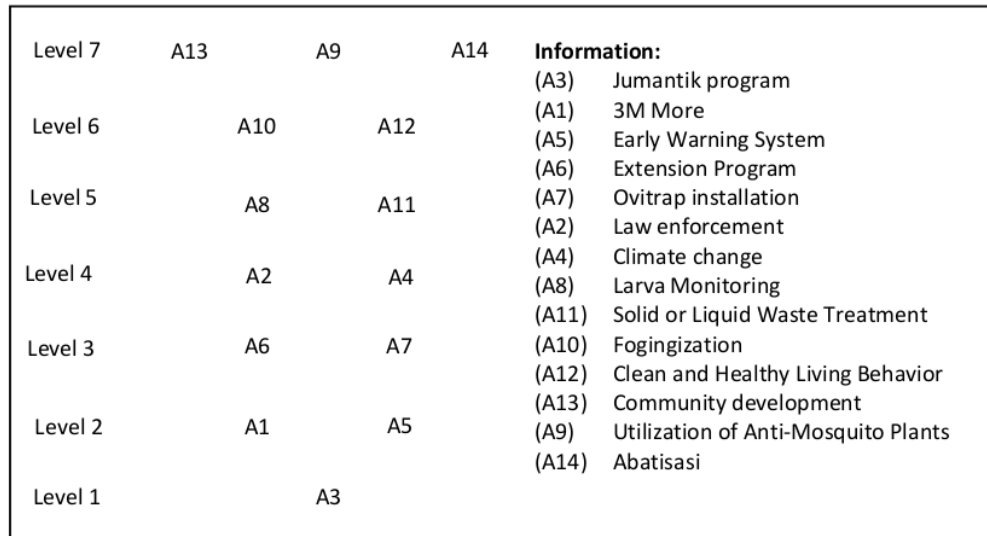 Level 7 A13 A9 A14
Level 6 A10 A12
Level 5 A8 A11
Level 4 A2 A4
Level 3 A6 A7
Level 2 A1 A5
Level 1 A3
Information:
(A3) Jumantik program
(A1) 3M More
(A5) Early Warning System
(A6) Extension Program
(A7) Ovitrap installation
(A2) Law enforcement
(A4) Climate change
(A8) Larva Monitoring
(A11) Solid or Liquid Waste Treatment
(A10) Fogingization
(A12) Clean and Healthy Living Behavior
(A13) Community development
(A9) Utilization of Anti-Mosquito Plants
(A14) Abatisasi